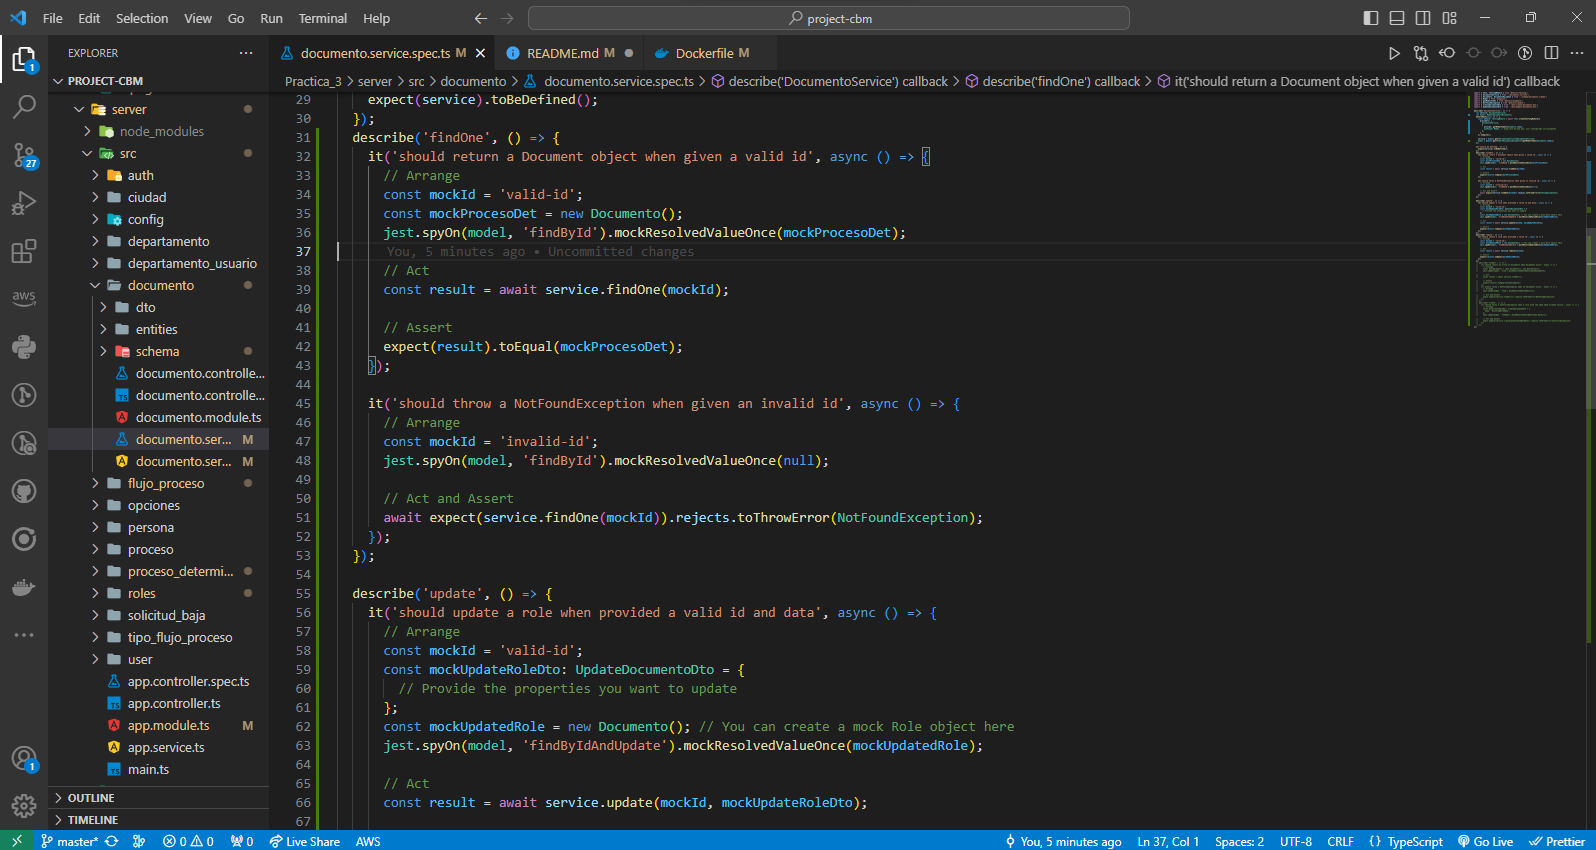 File Edit Selection View Go Run Terminal Help
project-cbm
EXPLORER
PROJECT-CBM
server
node_modules
src
auth
ciudad
config
departamento
departamento_usuario
documento
dto
entities
schema
documento.controlle...
documento.controlle...
documento.module.ts
documento.ser... M
documento.ser... M
flujo_proceso
opciones
persona
proceso
proceso_determi...
roles
solicitud_baja
tipo_flujo_proceso
user
app.controller.spec.ts
app.controller.ts
app.module.ts M
app.service.ts
main.ts
OUTLINE
TIMELINE
1
27
aws
1
documento.service.spec.ts M
README.md M
Dockerfile M
Practica_3 > server > src > documento > documento.service.spec.ts > describe('DocumentoService') callback > describe('findOne') callback > it('should return a Document object when given a valid id') callback
29 expect(service).toBeDefined();
30 });
31 describe('findOne', () => {
32 it('should return a Document object when given a valid id', async () => {
33 // Arrange
34 const mockId = 'valid-id';
35 const mockProcesoDet = new Documento();
36 jest.spyOn(model, 'findById').mockResolvedValueOnce(mockProcesoDet);
37 You, 5 minutes ago • Uncommitted changes
38 // Act
39 const result = await service.findOne(mockId);
40
41 // Assert
42 expect(result).toEqual(mockProcesoDet);
43 });
44
45 it('should throw a NotFoundException when given an invalid id', async () => {
46 // Arrange
47 const mockId = 'invalid-id';
48 jest.spyOn(model, 'findById').mockResolvedValueOnce(null);
49
50 // Act and Assert
51 await expect(service.findOne(mockId)).rejects.toThrowError(NotFoundException);
52 });
53 });
54
55 describe('update', () => {
56 it('should update a role when provided a valid id and data', async () => {
57 // Arrange
58 const mockId = 'valid-id';
59 const mockUpdateRoleDto: UpdateDocumentoDto = {
60 // Provide the properties you want to update
61 };
62 const mockUpdatedRole = new Documento(); // You can create a mock Role object here
63 jest.spyOn(model, 'findByIdAndUpdate').mockResolvedValueOnce(mockUpdatedRole);
64
65 // Act
66 const result = await service.update(mockId, mockUpdateRoleDto);
67
master* 0 0 0 Live Share AWS
You, 5 minutes ago Ln 37, Col 1 Spaces: 2 UTF-8 CRLF {} TypeScript Go Live Prettier